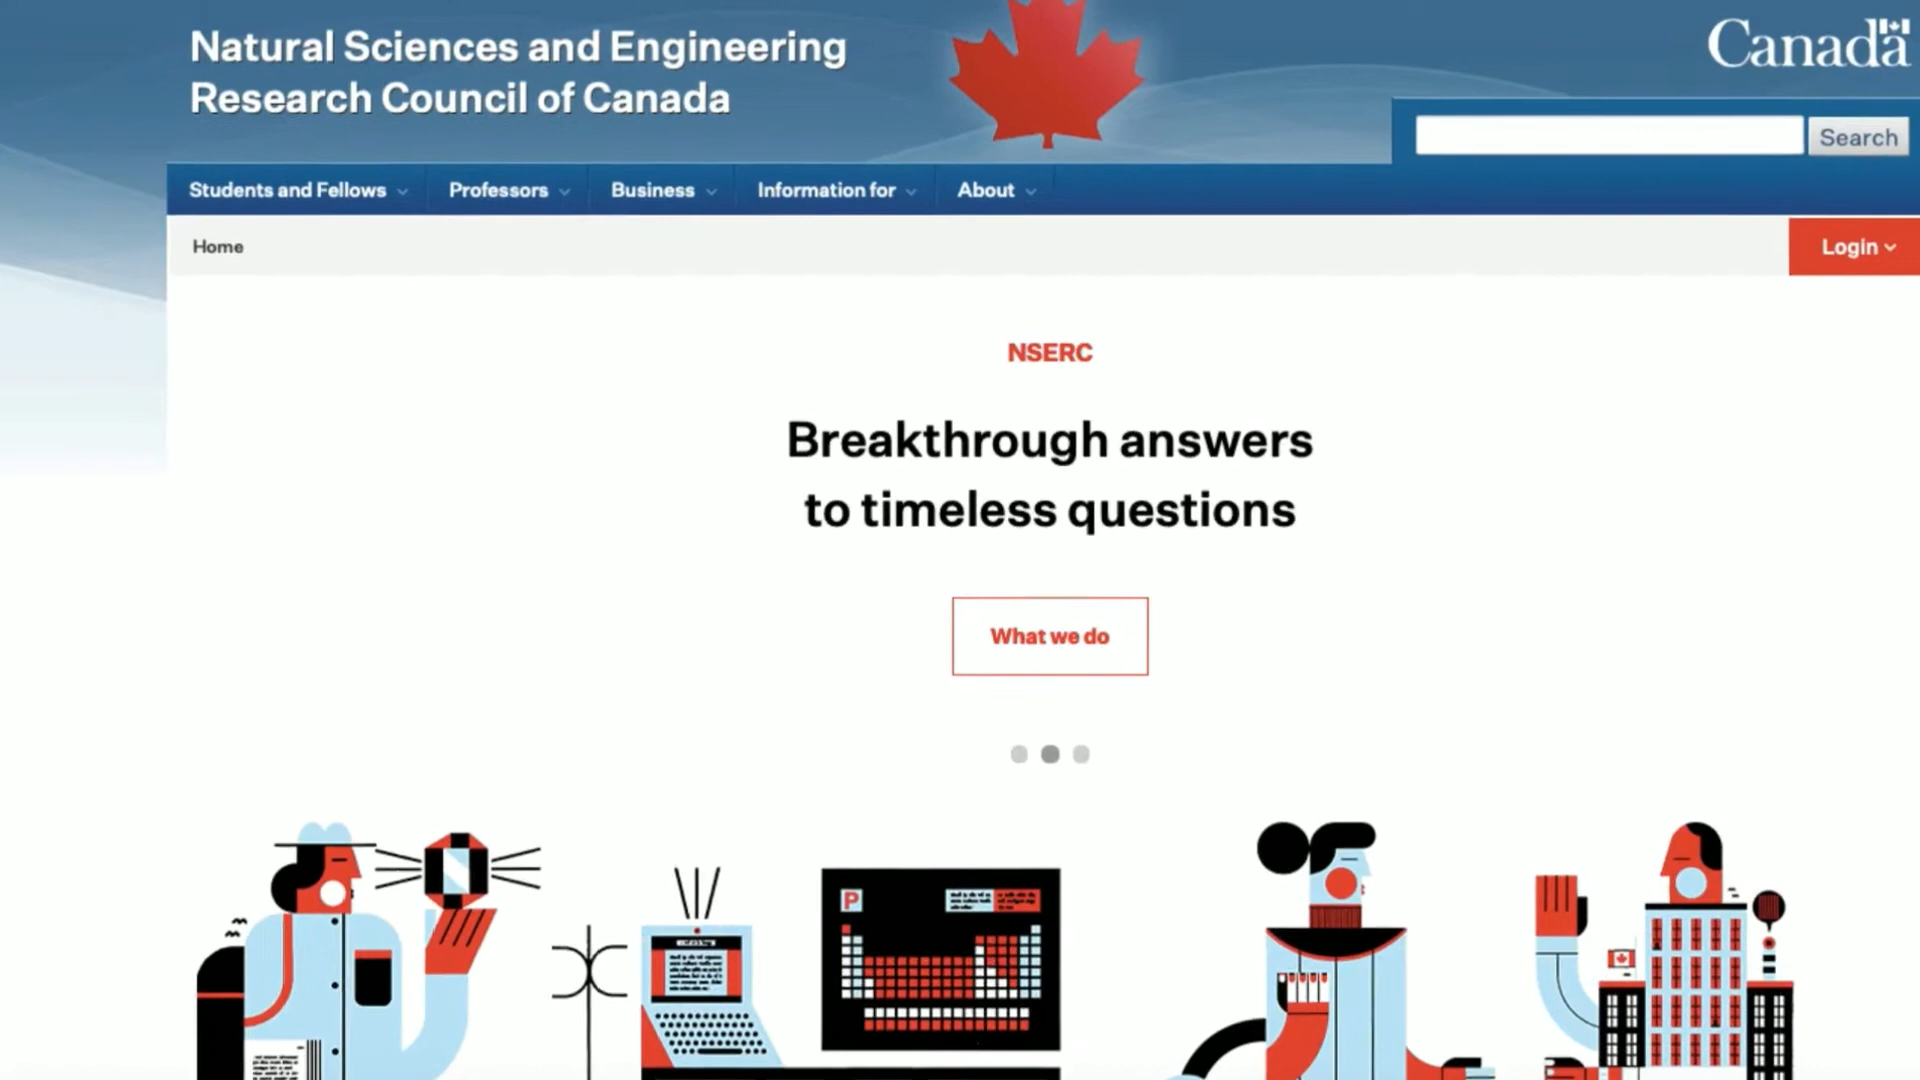 Natural Sciences and Engineering
Research Council of Canada
Canada
Search
Students and Fellows
Professors
Business
Information for
About
Home
Login
NSERC
Breakthrough answers
to timeless questions
What we do
P